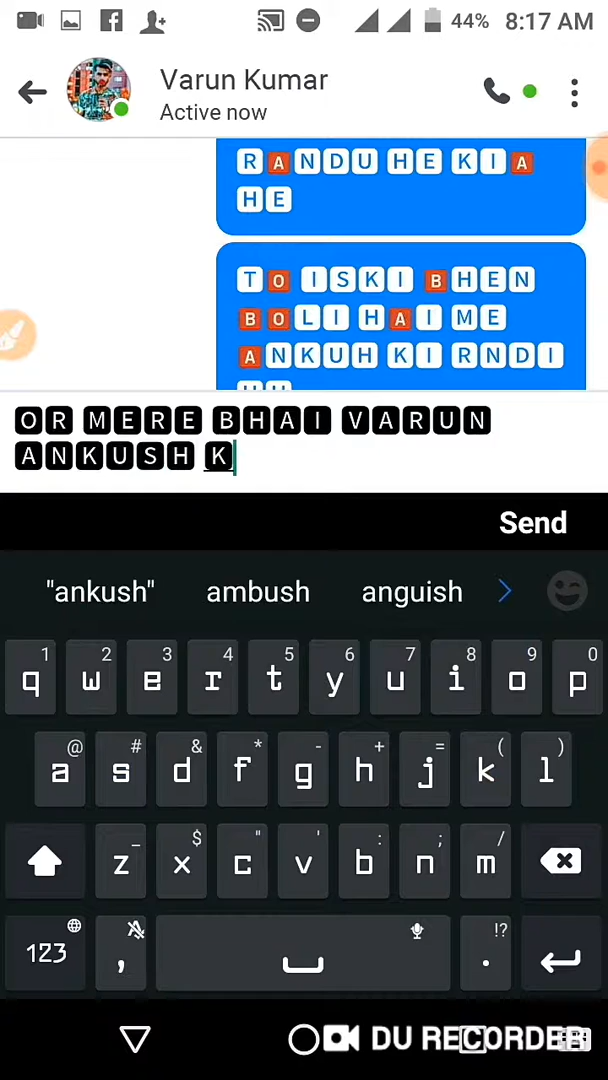 44% 8:17 AM
Varun Kumar
Active now
RANDU HE KIA
HE
TO ISKI BHEN
BOLI HAI ME
ANKUH KI RNDI
OR MERE BHAI VARUN
ANKUSH K
Send
"ankush" ambush anguish
1 2 3 4 5 6 7 8 9 0
q w e r t y u i o p
@ # & * - + = ( )
a s d f g h j k l
_ $ " ' : ; /
z x c v b n m
!?
123 , .
DU RECORDER